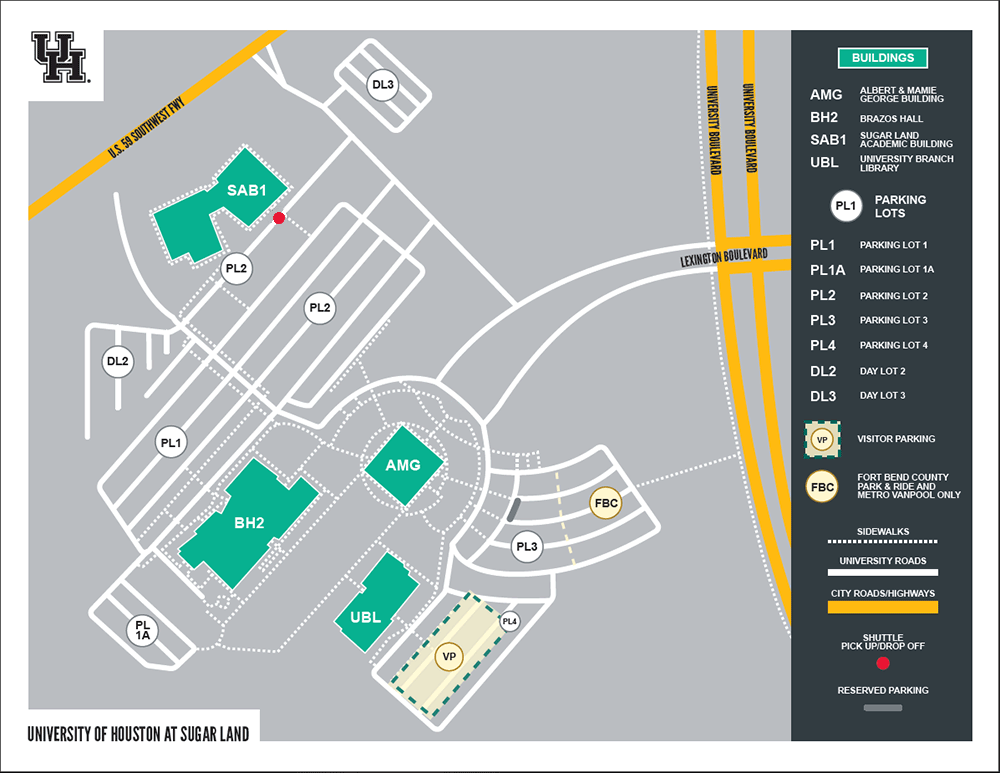 UH.
U.S. 59 SOUTHWEST FWY
DL3
UNIVERSITY BOULEVARD
UNIVERSITY BOULEVARD
SAB1
PL2
LEXINGTON BOULEVARD
PL2
DL2
PL1
AMG
BH2
FBC
PL3
UBL
PL4
PL
1A
VP
UNIVERSITY OF HOUSTON AT SUGAR LAND
BUILDINGS
AMG ALBERT & MAMIE
GEORGE BUILDING
BH2 BRAZOS HALL
SAB1 SUGAR LAND
ACADEMIC BUILDING
UBL UNIVERSITY BRANCH
LIBRARY
PL1 PARKING
LOTS
PL1 PARKING LOT 1
PL1A PARKING LOT 1A
PL2 PARKING LOT 2
PL3 PARKING LOT 3
PL4 PARKING LOT 4
DL2 DAY LOT 2
DL3 DAY LOT 3
VP VISITOR PARKING
FBC FORT BEND COUNTY
PARK & RIDE AND
METRO VANPOOL ONLY
SIDEWALKS
UNIVERSITY ROADS
CITY ROADS/HIGHWAYS
SHUTTLE
PICK UP/DROP OFF
RESERVED PARKING